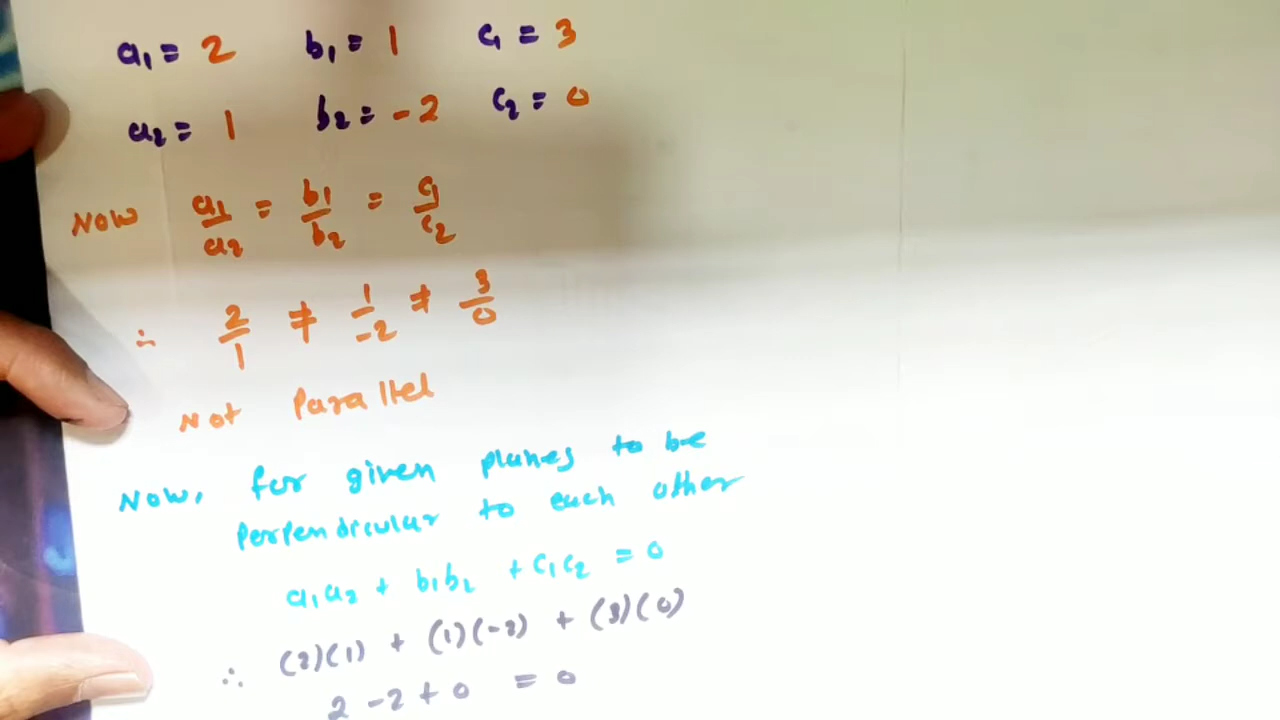 a₁ = 2 b₁ = 1 c₁ = 3
a₂ = 1 b₂ = -2 c₂ = 0
Now a₁/a₂ = b₁/b₂ = c₁/c₂
∴ 2/1 ≠ 1/-2 ≠ 3/0
Not Parallel
Now, for given planes to be
perpendicular to each other
a₁a₂ + b₁b₂ + c₁c₂ = 0
∴ (2)(1) + (1)(-2) + (3)(0)
2 - 2 + 0 = 0